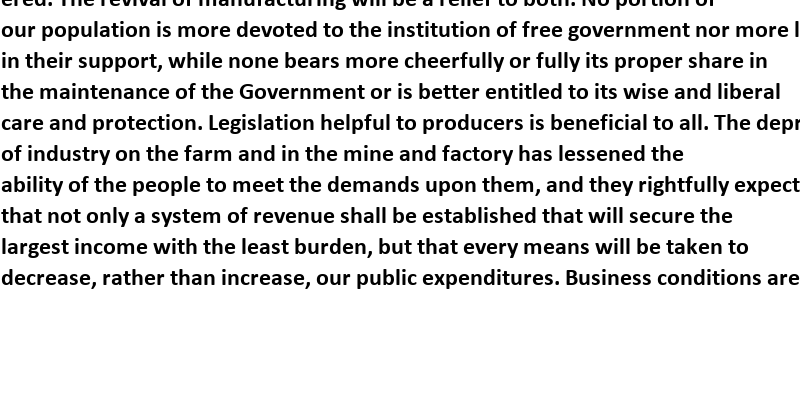 ered. The revival of manufacturing will be a relief to both. No portion of
our population is more devoted to the institution of free government nor more l
in their support, while none bears more cheerfully or fully its proper share in
the maintenance of the Government or is better entitled to its wise and liberal
care and protection. Legislation helpful to producers is beneficial to all. The depr
of industry on the farm and in the mine and factory has lessened the
ability of the people to meet the demands upon them, and they rightfully expect
that not only a system of revenue shall be established that will secure the
largest income with the least burden, but that every means will be taken to
decrease, rather than increase, our public expenditures. Business conditions are